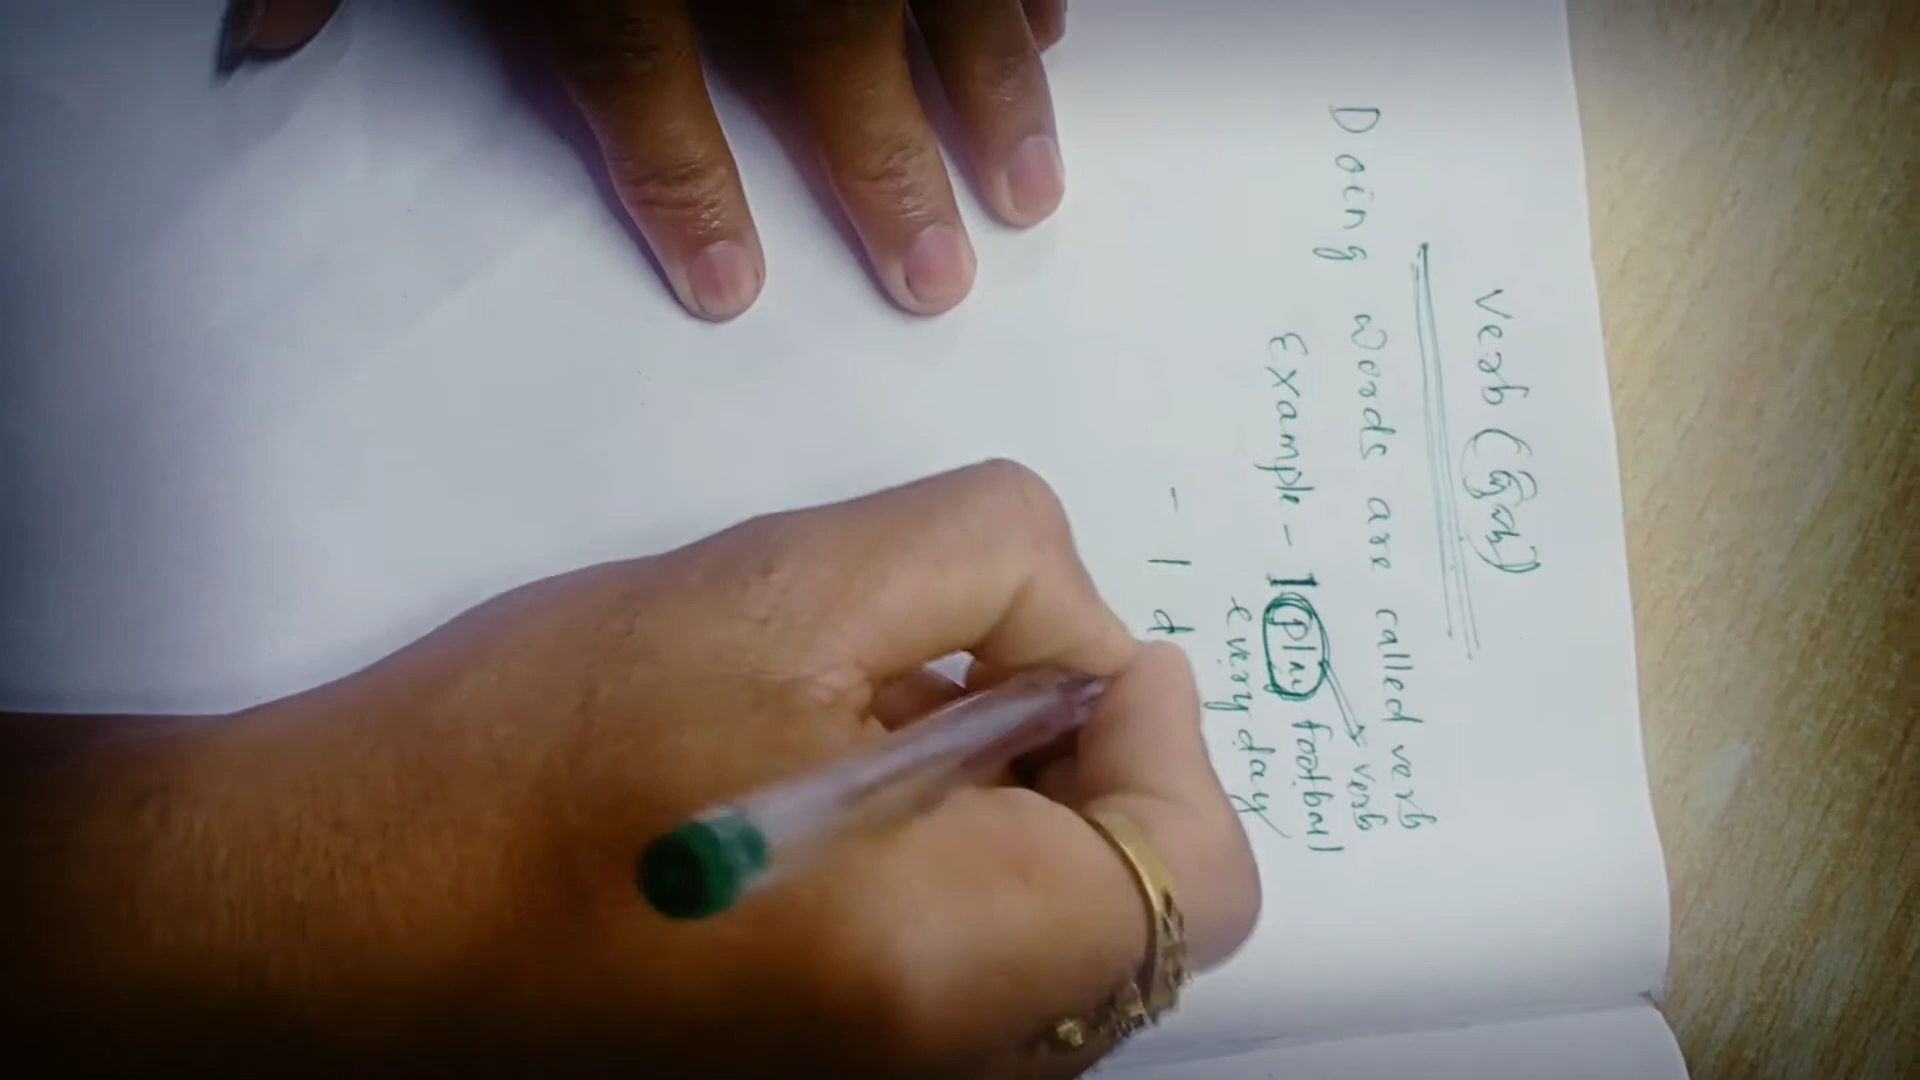 Verb (
Doing words are called verb
verb
Example - I play football
every day
- I d